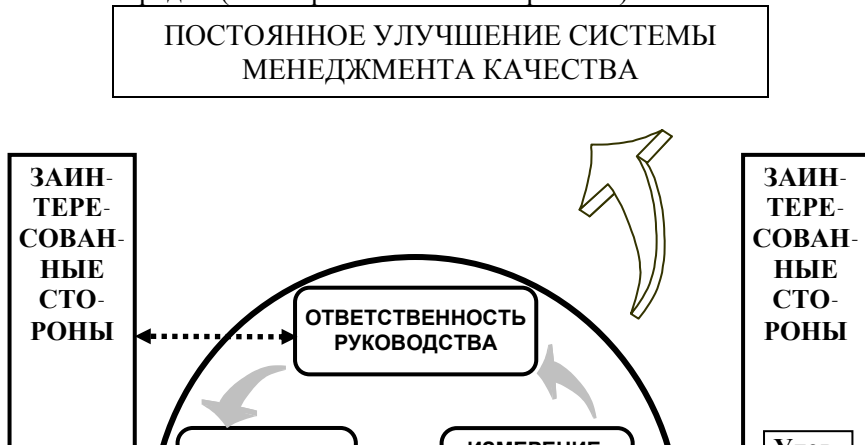 ПОСТОЯННОЕ УЛУЧШЕНИЕ СИСТЕМЫ
МЕНЕДЖМЕНТА КАЧЕСТВА
ЗАИН-
ТЕРЕ-
СОВАН-
НЫЕ
СТО-
РОНЫ
ОТВЕТСТВЕННОСТЬ
РУКОВОДСТВА
ИЗМЕРЕНИЕ
ЗАИН-
ТЕРЕ-
СОВАН-
НЫЕ
СТО-
РОНЫ